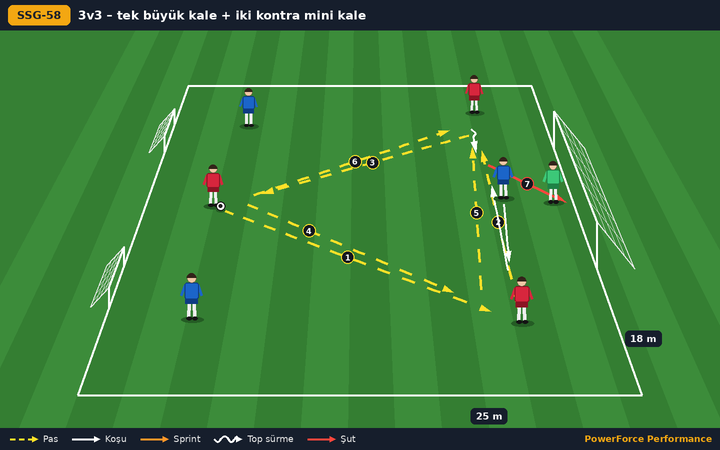 SSG-58 3v3 – tek büyük kale + iki kontra mini kale
6 3
7
5
2
4
1
18 m
25 m
Pas Koşu Sprint Top sürme Şut PowerForce Performance